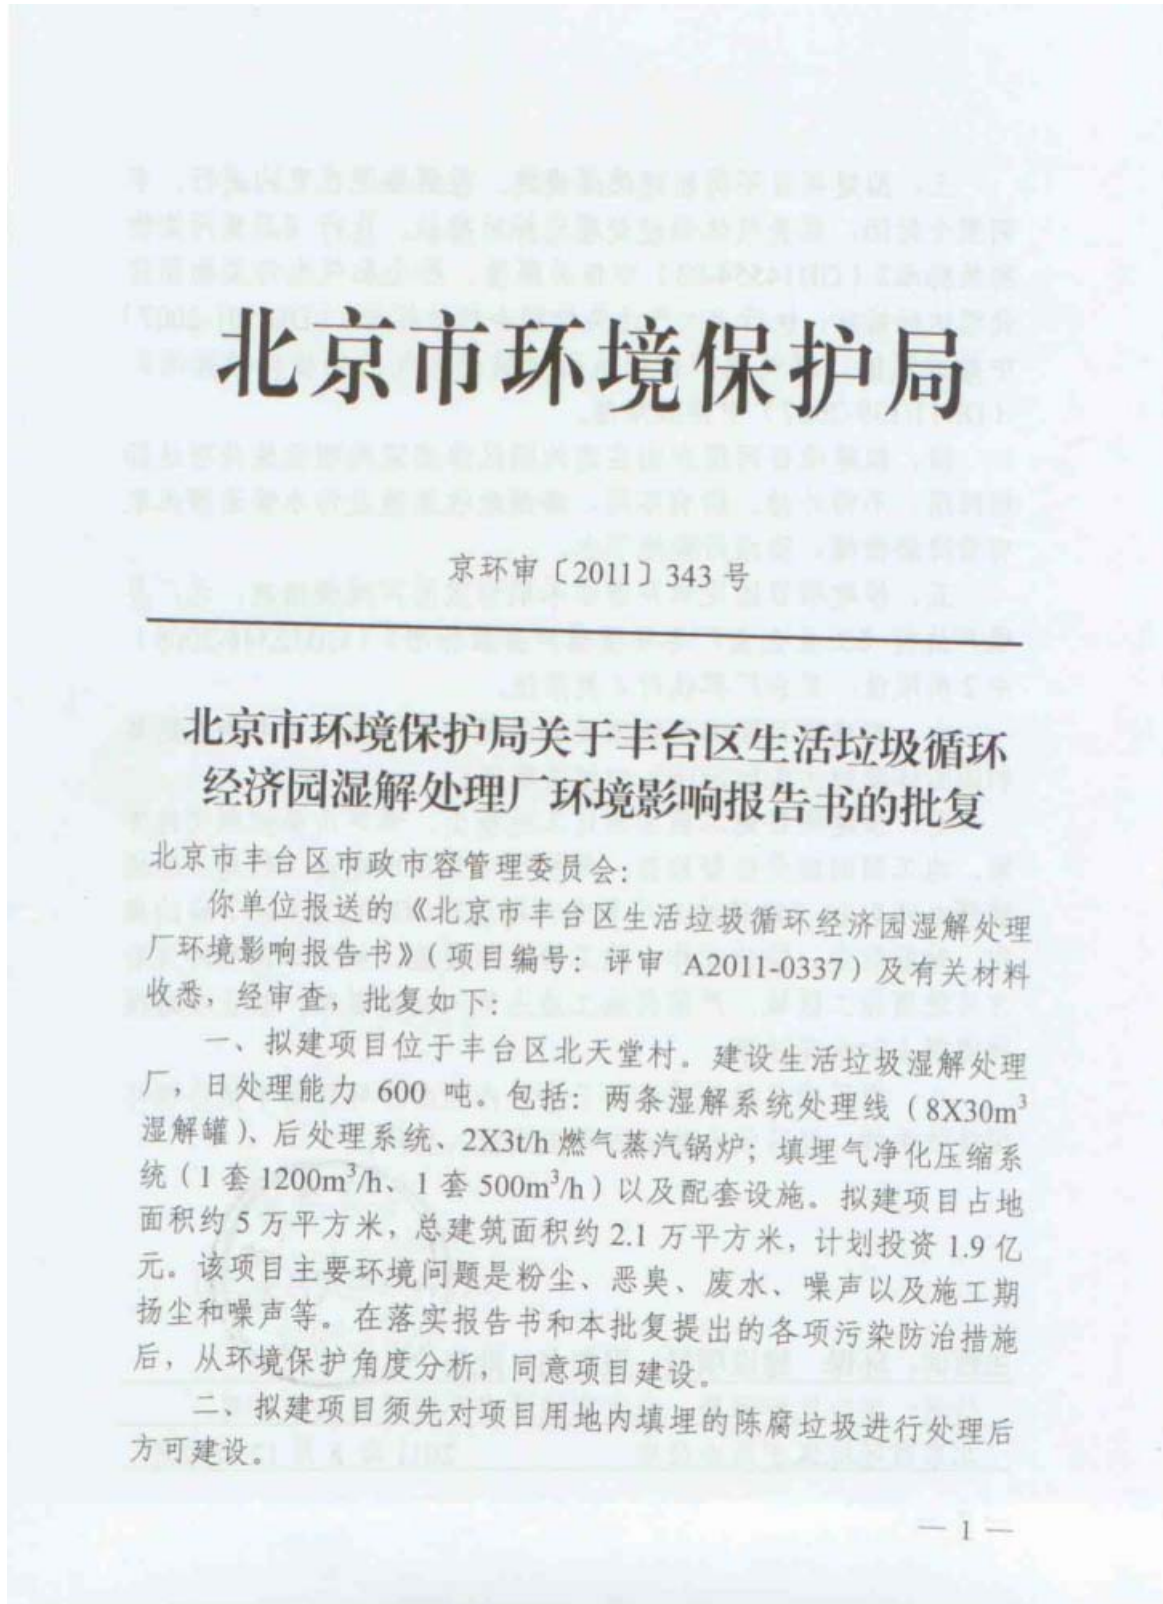 北京市环境保护局
京环审〔2011〕343号
北京市环境保护局关于丰台区生活垃圾循环
经济园湿解处理厂环境影响报告书的批复
北京市丰台区市政市容管理委员会：
你单位报送的《北京市丰台区生活垃圾循环经济园湿解处理
厂环境影响报告书》（项目编号：评审 A2011-0337）及有关材料
收悉，经审查，批复如下：
一、拟建项目位于丰台区北天堂村。建设生活垃圾湿解处理
厂，日处理能力 600 吨。包括：两条湿解系统处理线（8X30m³
湿解罐）、后处理系统、2X3t/h 燃气蒸汽锅炉；填埋气净化压缩系
统（1 套 1200m³/h、1 套 500m³/h）以及配套设施。拟建项目占地
面积约 5 万平方米，总建筑面积约 2.1 万平方米，计划投资 1.9 亿
元。该项目主要环境问题是粉尘、恶臭、废水、噪声以及施工期
扬尘和噪声等。在落实报告书和本批复提出的各项污染防治措施
后，从环境保护角度分析，同意项目建设。
二、拟建项目须先对项目用地内填埋的陈腐垃圾进行处理后
方可建设。
— 1 —